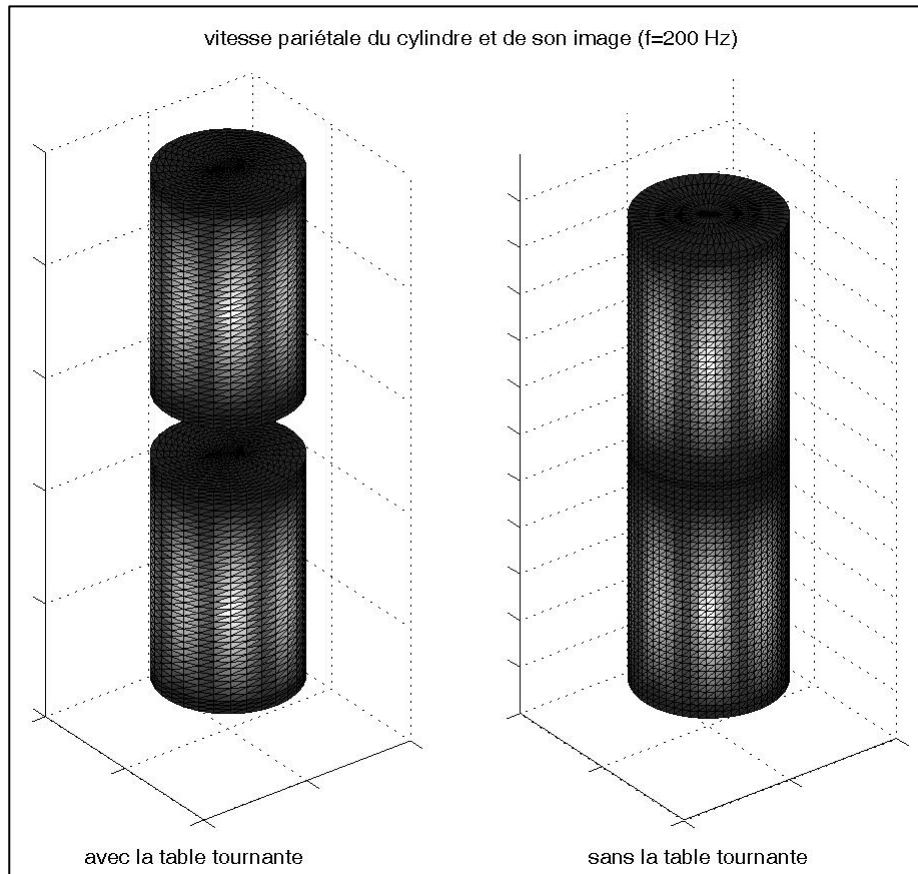 vitesse pariétale du cylindre et de son image (f=200 Hz)
avec la table tournante
sans la table tournante